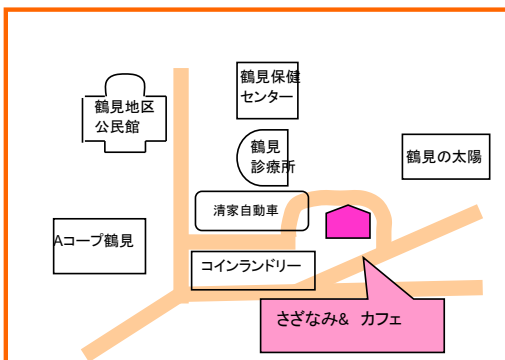 鶴見保健
センター
鶴見地区
公民館
鶴見
診療所
鶴見の太陽
清家自動車
Aコープ鶴見
コインランドリー
さざなみ& カフェ